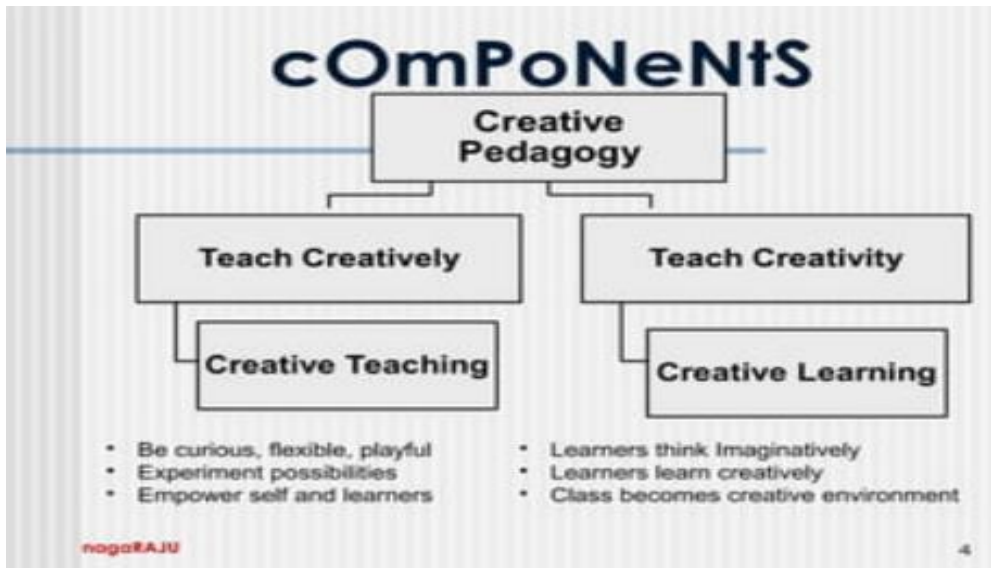 cOmPoNeNtS
Creative
Pedagogy
Teach Creatively
Teach Creativity
Creative Teaching
Creative Learning
• Be curious, flexible, playful
• Experiment possibilities
• Empower self and learners
• Learners think Imaginatively
• Learners learn creatively
• Class becomes creative environment
nagaRAJU
4